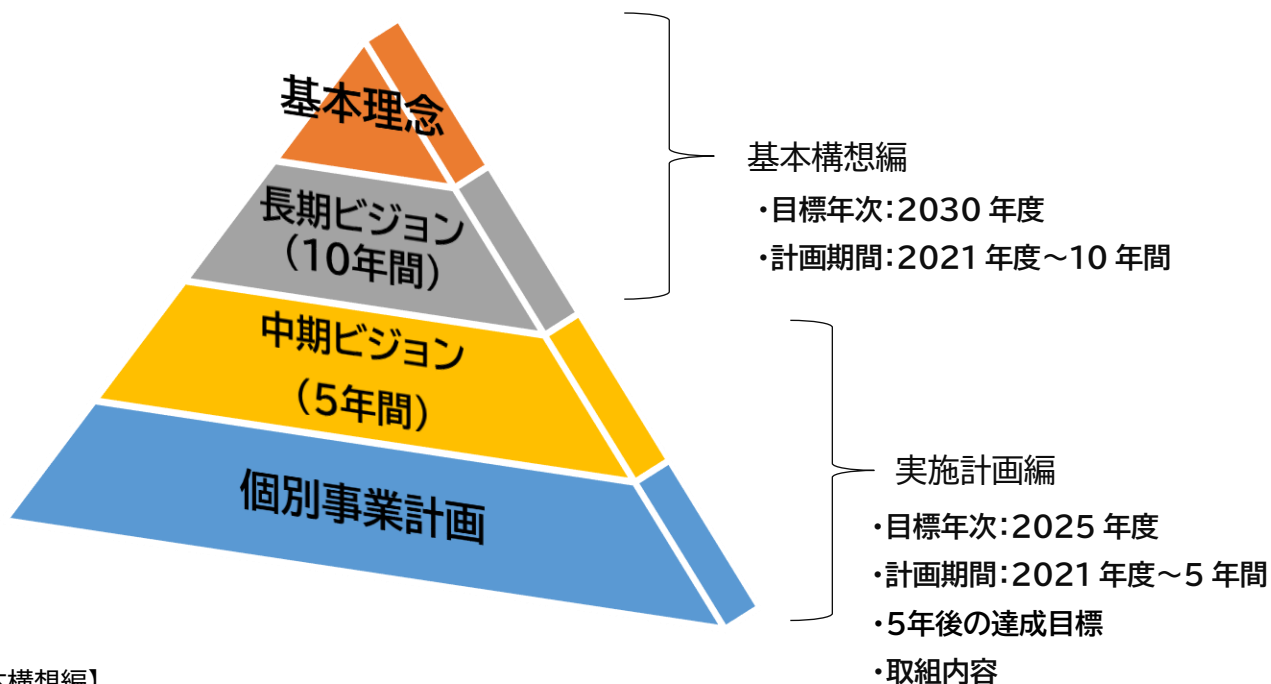 基本理念
長期ビジョン
（10年間）
中期ビジョン
（5年間）
個別事業計画
基本構想編
・目標年次：2030 年度
・計画期間：2021 年度～10 年間
実施計画編
・目標年次：2025 年度
・計画期間：2021 年度～5 年間
・5年後の達成目標
・取組内容
構想編】